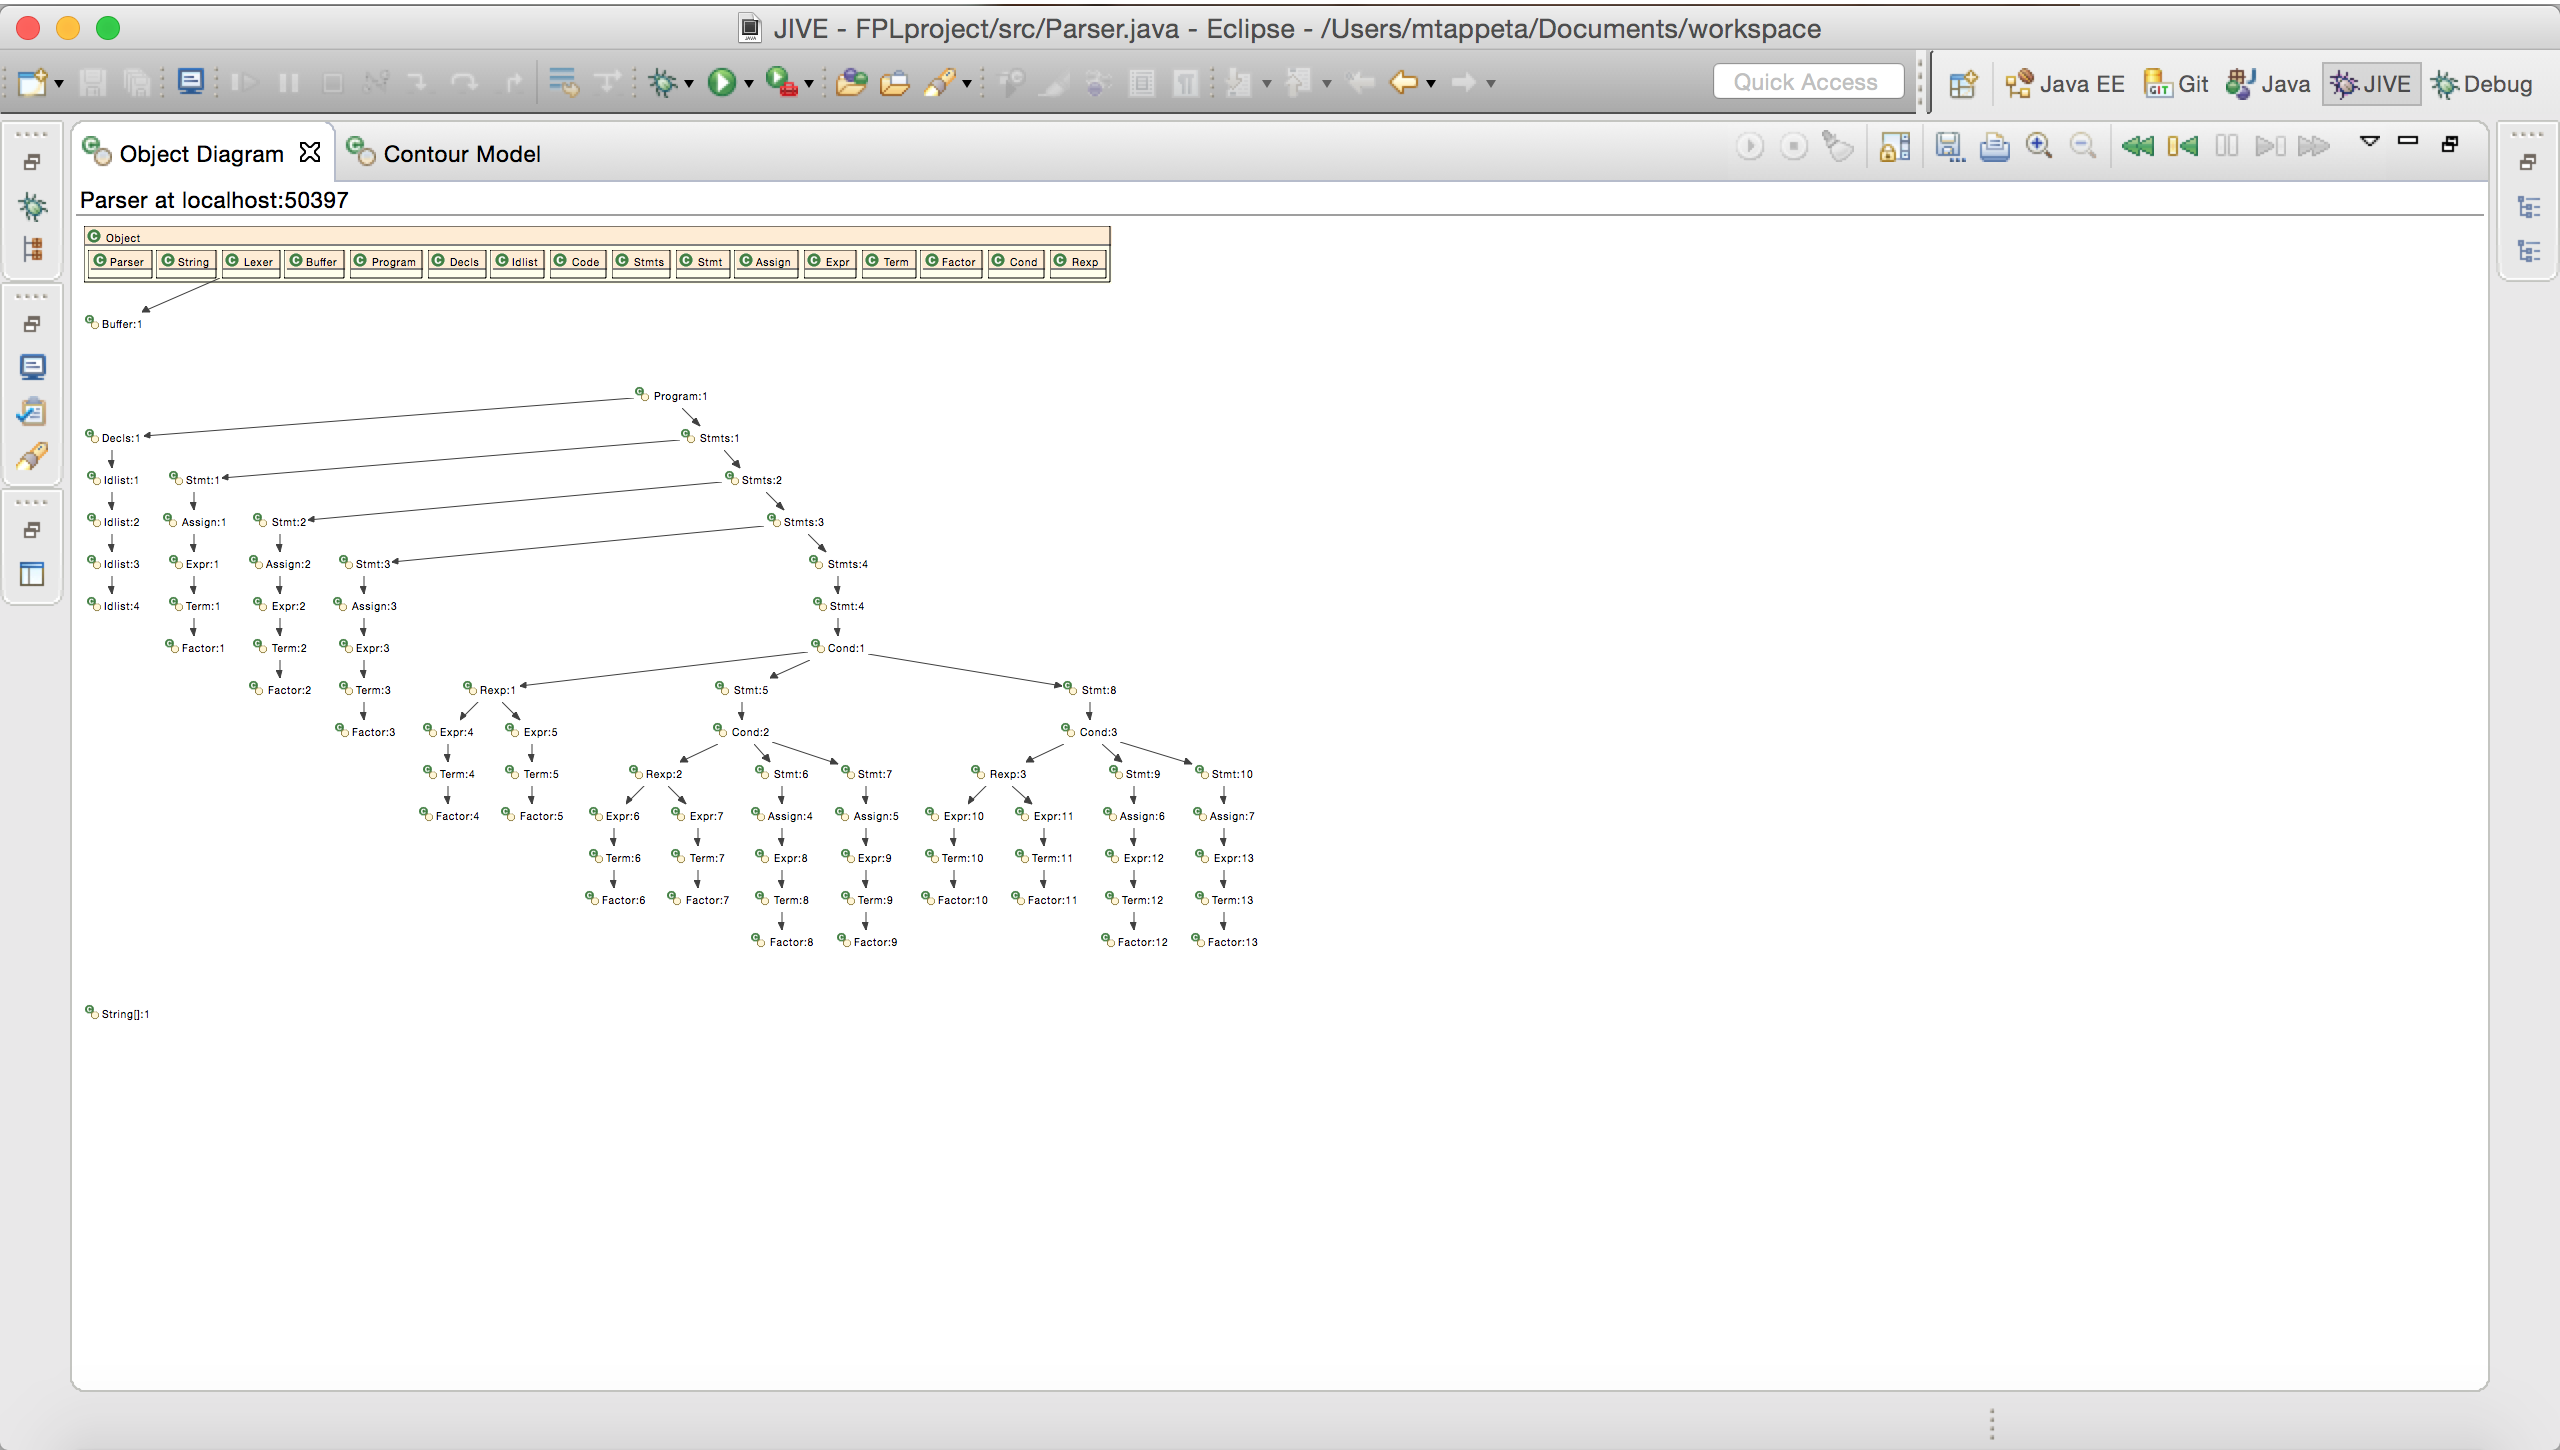 JIVE - FPLproject/src/Parser.java - Eclipse - /Users/mtappeta/Documents/workspace
Quick Access Java EE Git Java JIVE Debug
Object Diagram Contour Model
Parser at localhost:50397
Object
Parser String Lexer Buffer Program Decls Idlist Code Stmts Stmt Assign Expr Term Factor Cond Rexp
Buffer:1
Program:1
Decls:1 Stmts:1
Idlist:1 Stmt:1 Stmts:2
Idlist:2 Assign:1 Stmt:2 Stmts:3
Idlist:3 Expr:1 Assign:2 Stmt:3 Stmts:4
Idlist:4 Term:1 Expr:2 Assign:3 Stmt:4
Factor:1 Term:2 Expr:3 Cond:1
Factor:2 Term:3 Rexp:1 Stmt:5 Stmt:8
Factor:3 Expr:4 Expr:5 Cond:2 Cond:3
Term:4 Term:5 Rexp:2 Stmt:6 Stmt:7 Rexp:3 Stmt:9 Stmt:10
Factor:4 Factor:5 Expr:6 Expr:7 Assign:4 Assign:5 Expr:10 Expr:11 Assign:6 Assign:7
Term:6 Term:7 Expr:8 Expr:9 Term:10 Term:11 Expr:12 Expr:13
Factor:6 Factor:7 Term:8 Term:9 Factor:10 Factor:11 Term:12 Term:13
Factor:8 Factor:9 Factor:12 Factor:13
String[]:1